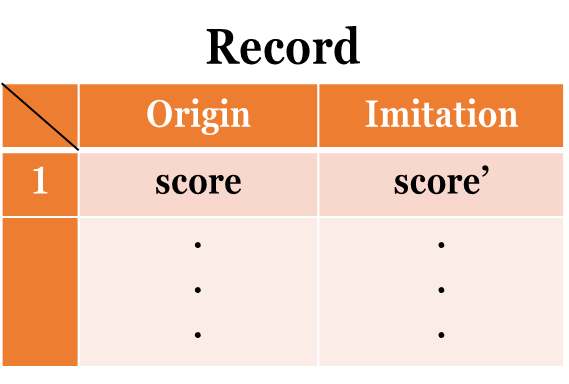 Record
Origin Imitation
1 score score’
. .
. .
. .